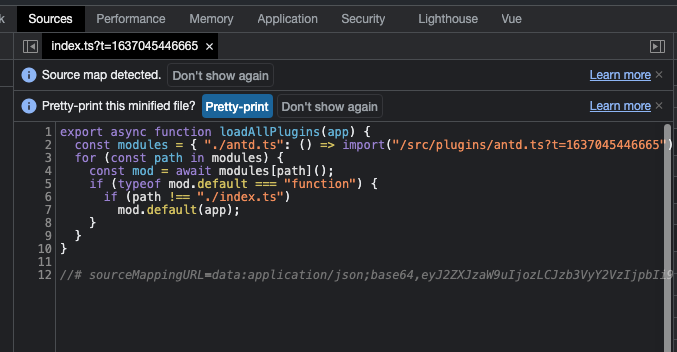 Sources Performance Memory Application Security Lighthouse Vue
index.ts?t=1637045446665 ×
Source map detected. Don't show again Learn more ×
Pretty-print this minified file? Pretty-print Don't show again Learn more ×
1 export async function loadAllPlugins(app) {
2   const modules = { "./antd.ts": () => import("/src/plugins/antd.ts?t=1637045446665")
3   for (const path in modules) {
4     const mod = await modules[path]();
5     if (typeof mod.default === "function") {
6       if (path !== "./index.ts")
7         mod.default(app);
8     }
9   }
10 }
11
12 //# sourceMappingURL=data:application/json;base64,eyJ2ZXJzaW9uIjozLCJzb3VyY2VzIjpbIi9